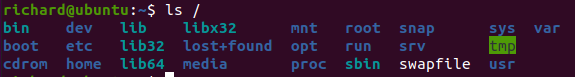 richard@ubuntu:~$ ls /
bin dev lib libx32 mnt root snap sys var
boot etc lib32 lost+found opt run srv tmp
cdrom home lib64 media proc sbin swapfile usr